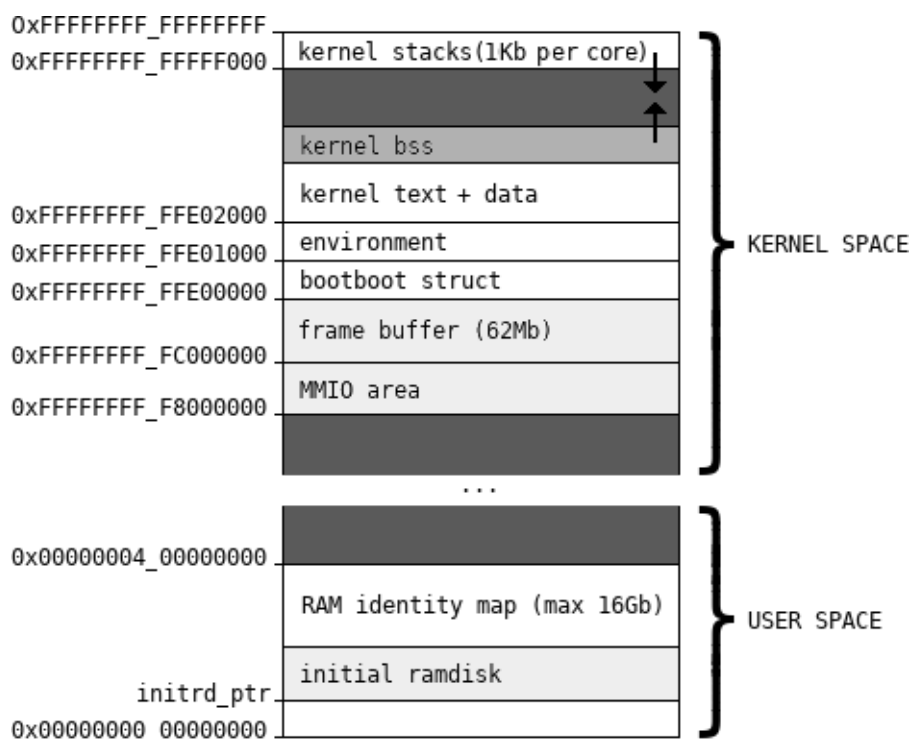 0xFFFFFFFF_FFFFFFFF
kernel stacks(1Kb per core)
0xFFFFFFFF_FFFFF000
kernel bss
kernel text + data
0xFFFFFFFF_FFE02000
environment
0xFFFFFFFF_FFE01000
bootboot struct
0xFFFFFFFF_FFE00000
frame buffer (62Mb)
0xFFFFFFFF_FC000000
MMIO area
0xFFFFFFFF_F8000000
KERNEL SPACE
...
0x00000004_00000000
RAM identity map (max 16Gb)
initial ramdisk
initrd_ptr
0x00000000 00000000
USER SPACE